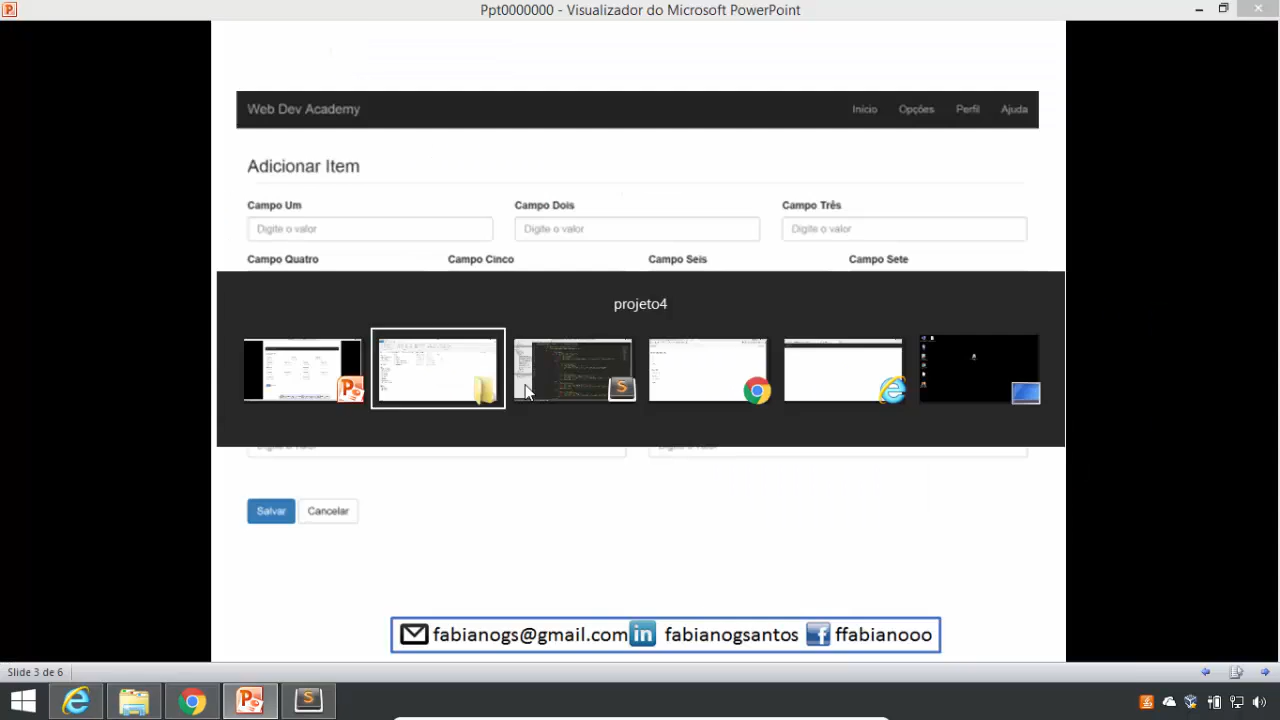 Ppt0000000 - Visualizador do Microsoft PowerPoint
Web Dev Academy
Início Opções Perfil Ajuda
Adicionar Item
Campo Um Campo Dois Campo Três
Digite o valor Digite o valor Digite o valor
Campo Quatro Campo Cinco Campo Seis Campo Sete
projeto4
Salvar Cancelar
fabianogs@gmail.com fabianogsantos ffabianooo
Slide 3 de 6